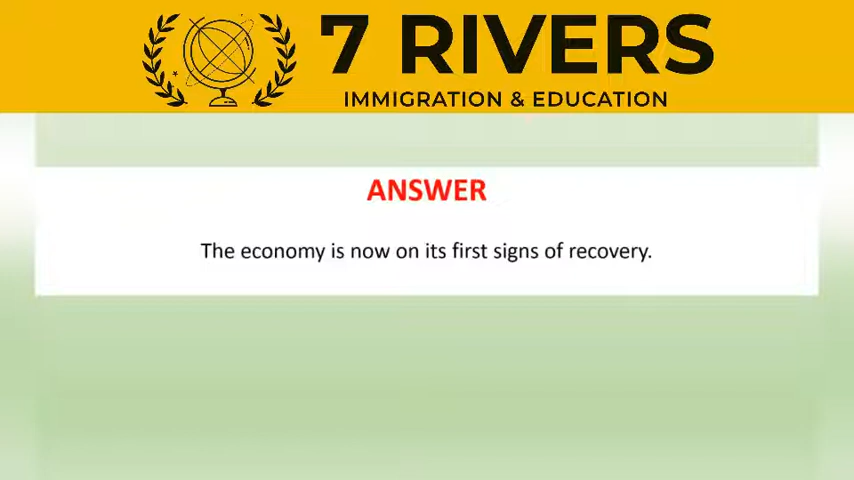 7 RIVERS
IMMIGRATION & EDUCATION
ANSWER
The economy is now on its first signs of recovery.